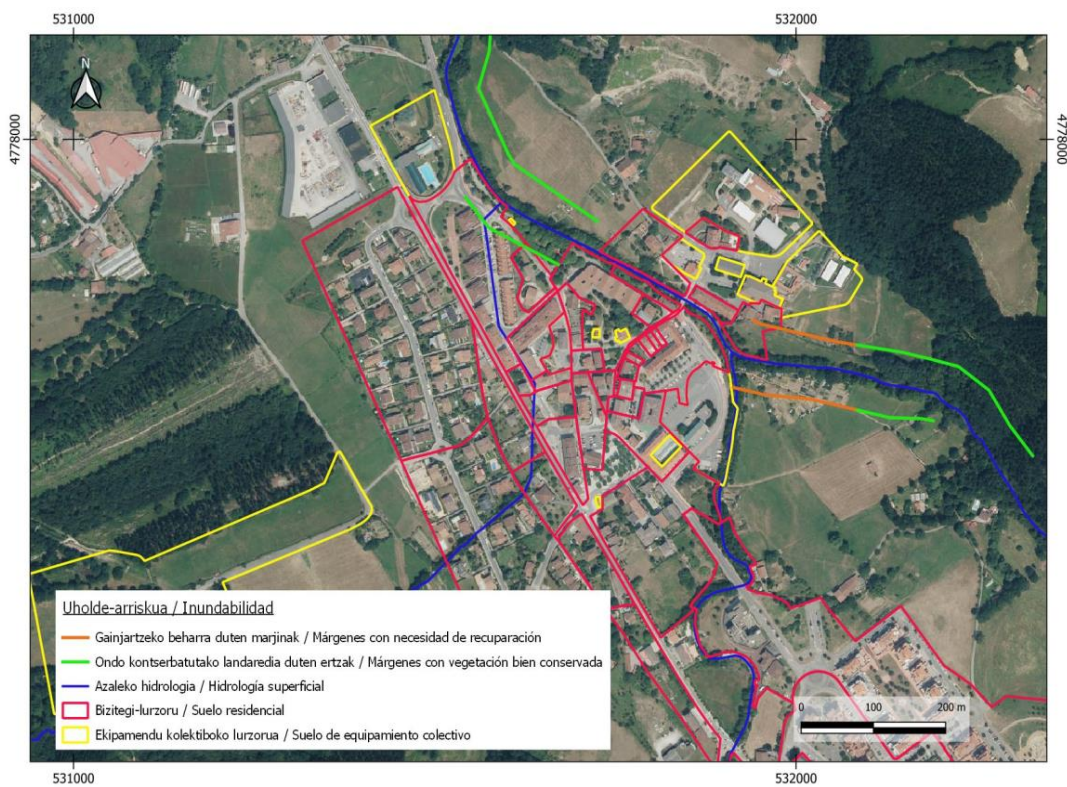 531000
532000
N
4778000
4778000
Uholde-arriskua / Inundabilidad
Gainjartzeko beharra duten marjinak / Márgenes con necesidad de recuparación
Ondo kontserbatutako landaredia duten ertzak / Márgenes con vegetación bien conservada
Azaleko hidrologia / Hidrología superficial
Bizitegi-lurzoru / Suelo residencial
Ekipamendu kolektiboko lurzorua / Suelo de equipamiento colectivo
0 100 200 m
531000
532000